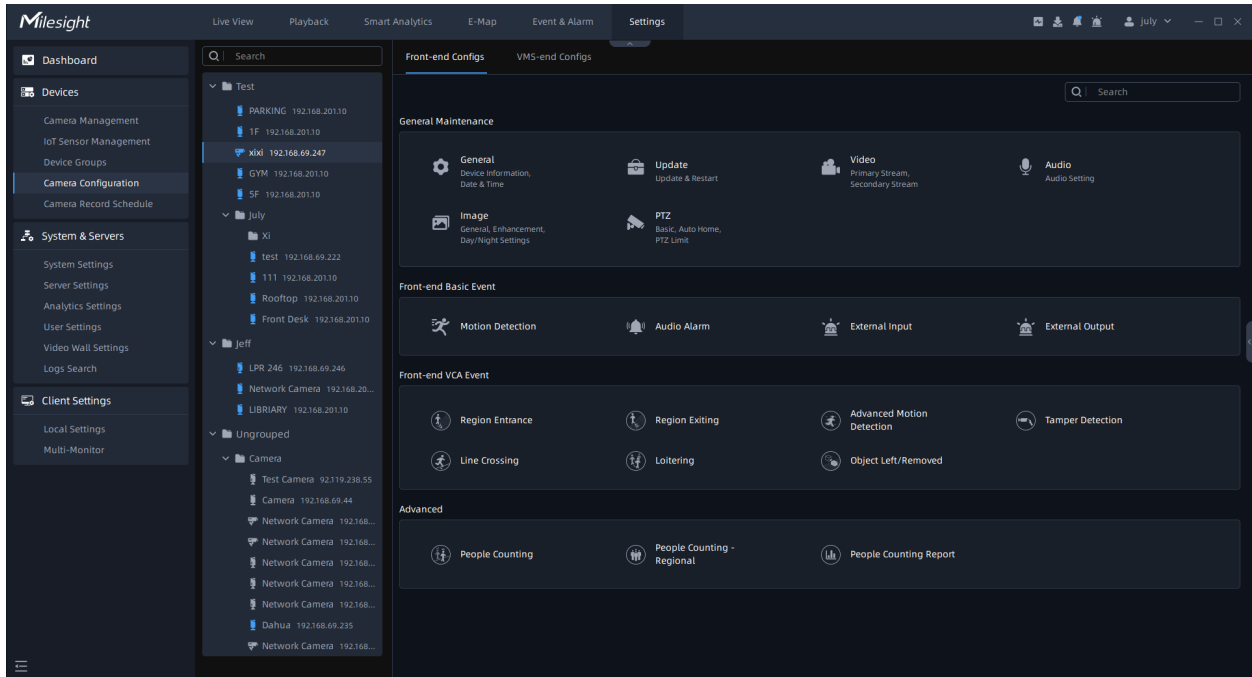 Milesight
Live View
Playback
Smart Analytics
E-Map
Event & Alarm
Settings
july
Dashboard
Devices
Camera Management
IoT Sensor Management
Device Groups
Camera Configuration
Camera Record Schedule
System & Servers
System Settings
Server Settings
Analytics Settings
User Settings
Video Wall Settings
Logs Search
Client Settings
Local Settings
Multi-Monitor
Search
Test
PARKING 192.168.201.10
1F 192.168.201.10
xixi 192.168.69.247
GYM 192.168.201.10
5F 192.168.201.10
July
Xi
test 192.168.69.222
111 192.168.201.10
Rooftop 192.168.201.10
Front Desk 192.168.201.10
Jeff
LPR 246 192.168.69.246
Network Camera 192.168.20...
LIBRIARY 192.168.201.10
Ungrouped
Camera
Test Camera 92.119.238.55
Camera 192.168.69.44
Network Camera 192.168...
Network Camera 192.168...
Network Camera 192.168...
Network Camera 192.168...
Network Camera 192.168...
Dahua 192.168.69.235
Network Camera 192.168...
Front-end Configs
VMS-end Configs
Search
General Maintenance
General
Device Information,
Date & Time
Update
Update & Restart
Video
Primary Stream,
Secondary Stream
Audio
Audio Setting
Image
General, Enhancement,
Day/Night Settings
PTZ
Basic, Auto Home,
PTZ Limit
Front-end Basic Event
Motion Detection
Audio Alarm
External Input
External Output
Front-end VCA Event
Region Entrance
Region Exiting
Advanced Motion
Detection
Tamper Detection
Line Crossing
Loitering
Object Left/Removed
Advanced
People Counting
People Counting -
Regional
People Counting Report